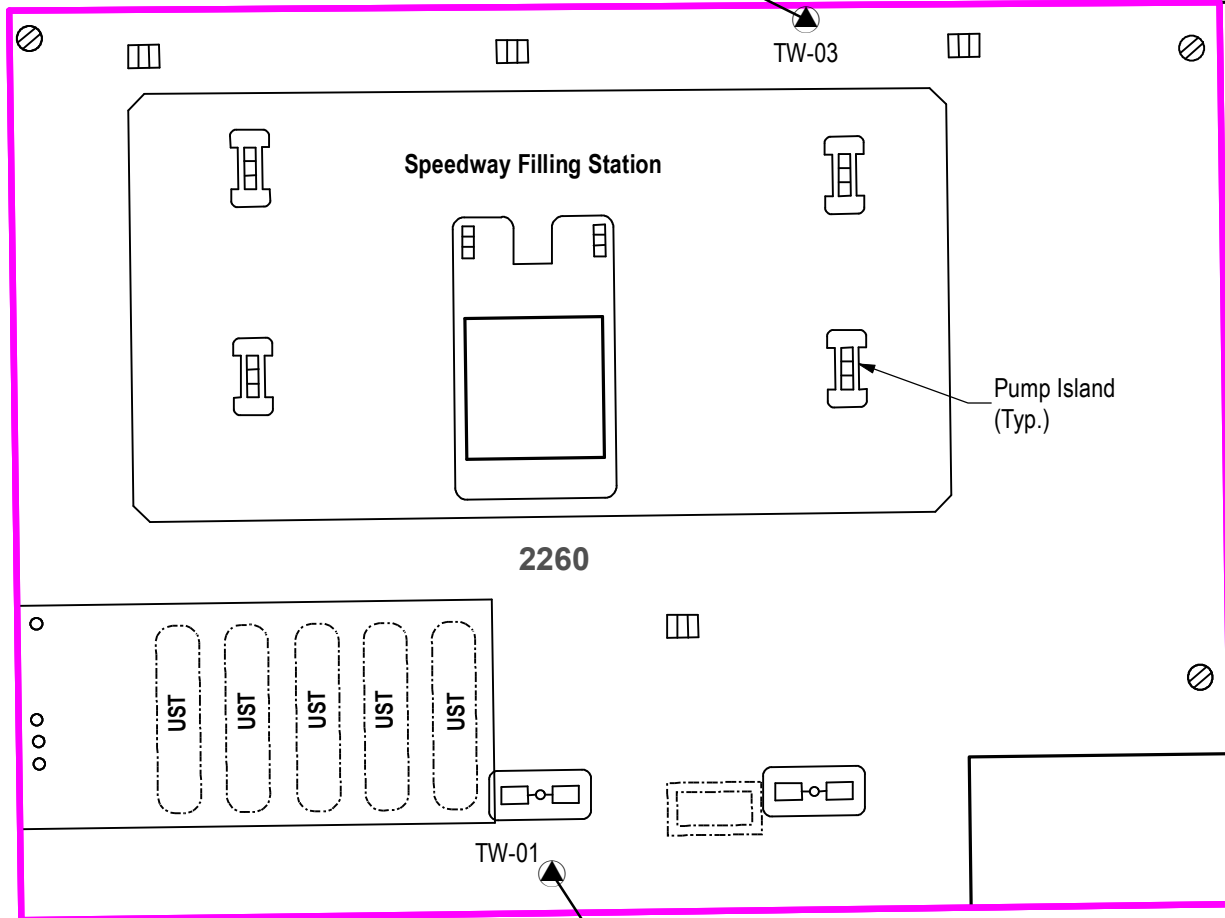 TW-03
Speedway Filling Station
Pump Island
(Typ.)
2260
UST
UST
UST
UST
UST
TW-01